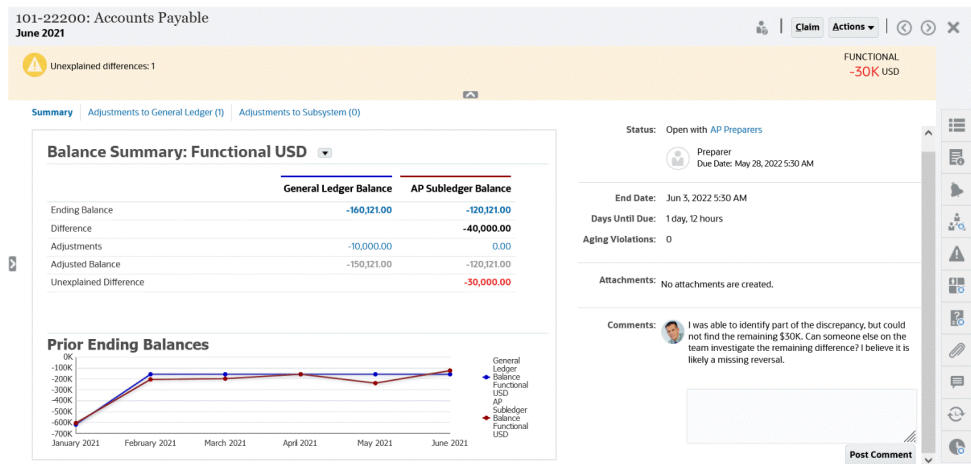 101-22200: Accounts Payable
June 2021
Claim
Actions
Unexplained differences: 1
FUNCTIONAL
-30K USD
Summary
Adjustments to General Ledger (1)
Adjustments to Subsystem (0)
Balance Summary: Functional USD
General Ledger Balance AP Subledger Balance
Ending Balance -160,121.00 -120,121.00
Difference -40,000.00
Adjustments -10,000.00 0.00
Adjusted Balance -150,121.00 -120,121.00
Unexplained Difference -30,000.00
Prior Ending Balances
0K
-100K
-200K
-300K
-400K
-500K
-600K
-700K
January 2021 February 2021 March 2021 April 2021 May 2021 June 2021
General
Ledger
Balance
Functional
USD
AP
Subledger
Balance
Functional
USD
Status: Open with AP Preparers
Preparer
Due Date: May 28, 2022 5:30 AM
End Date: Jun 3, 2022 5:30 AM
Days Until Due: 1 day, 12 hours
Aging Violations: 0
Attachments: No attachments are created.
Comments: I was able to identify part of the discrepancy, but could
not find the remaining $30K. Can someone else on the
team investigate the remaining difference? I believe it is
likely a missing reversal.
Post Comment